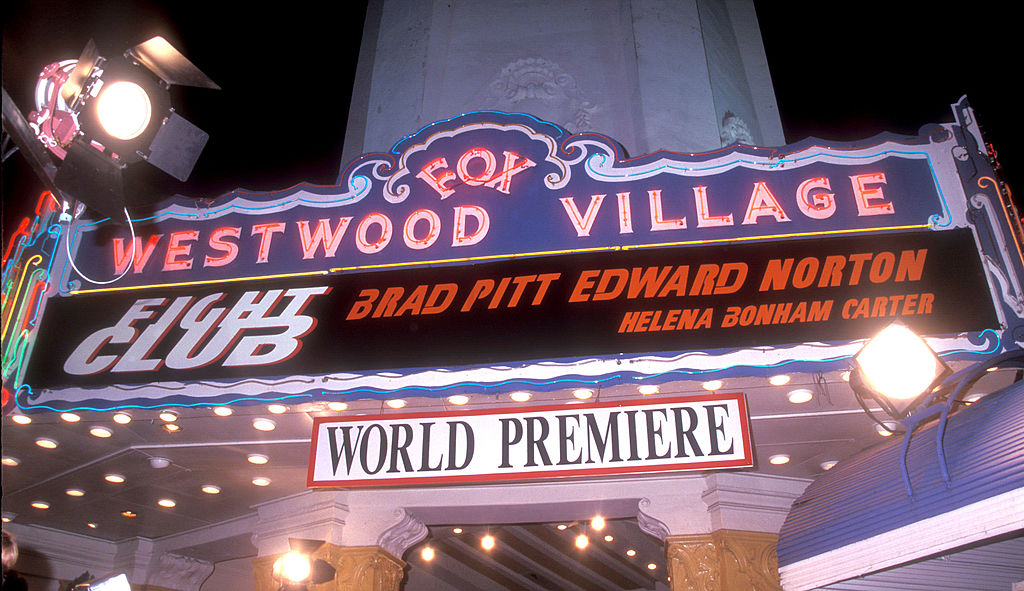 FOX
WESTWOOD VILLAGE
FIGHT
CLUB
BRAD PITT EDWARD NORTON
HELENA BONHAM CARTER
WORLD PREMIERE